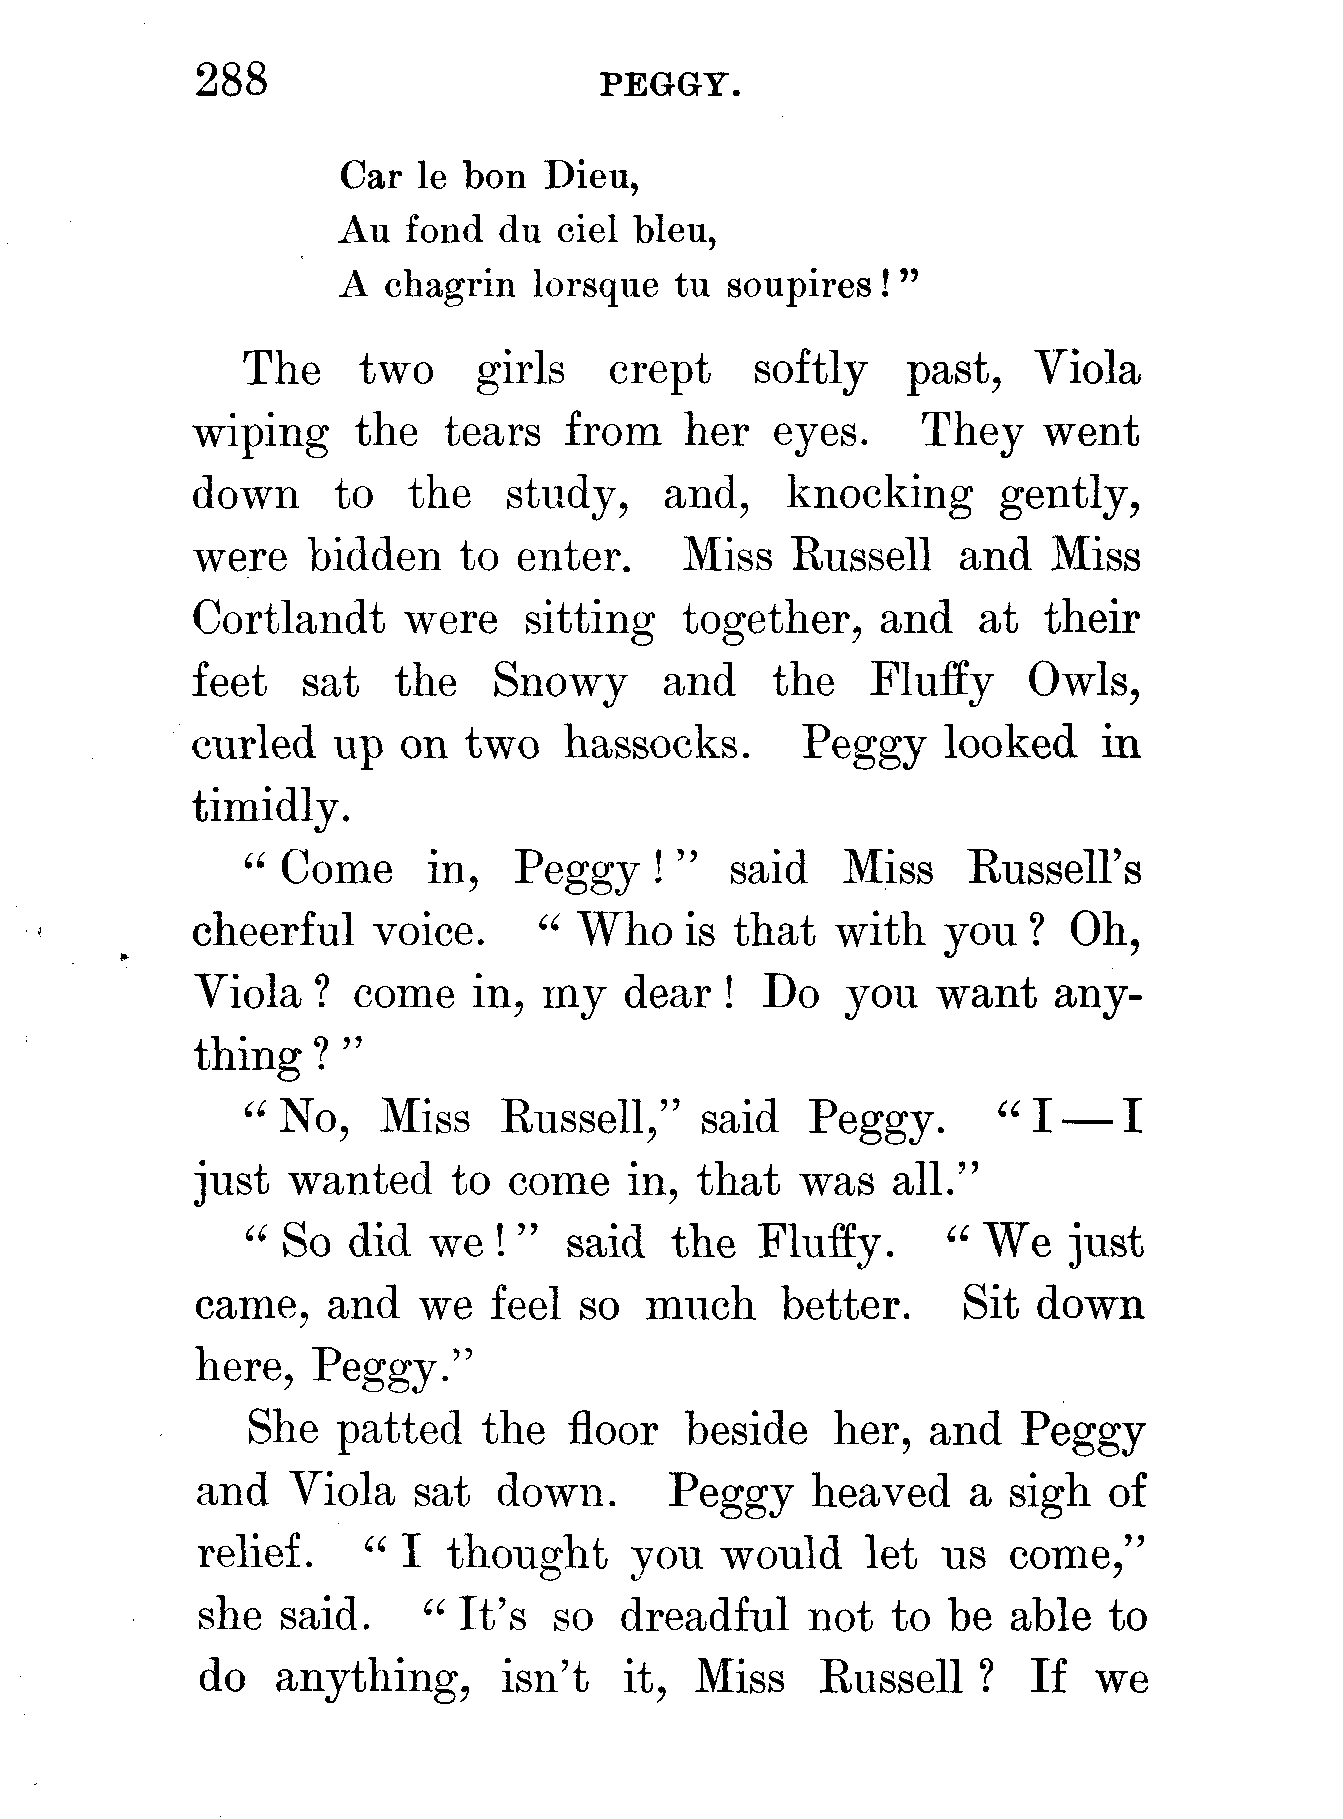 288 PEGGY.
Car le bon Dieu,
Au fond du ciel bleu,
A chagrin lorsque tu soupires!”
The two girls crept softly past, Viola
wiping the tears from her eyes. They went
down to the study, and, knocking gently,
were bidden to enter. Miss Russell and Miss
Cortlandt were sitting together, and at their
feet sat the Snowy and the Fluffy Owls,
curled up on two hassocks. Peggy looked in
timidly.
“Come in, Peggy!” said Miss Russell’s
cheerful voice. “Who is that with you? Oh,
Viola? come in, my dear! Do you want any-
thing?”
“No, Miss Russell,” said Peggy. “I—I
just wanted to come in, that was all.”
“So did we!” said the Fluffy. “We just
came, and we feel so much better. Sit down
here, Peggy.”
She patted the floor beside her, and Peggy
and Viola sat down. Peggy heaved a sigh of
relief. “I thought you would let us come,”
she said. “It’s so dreadful not to be able to
do anything, isn’t it, Miss Russell? If we